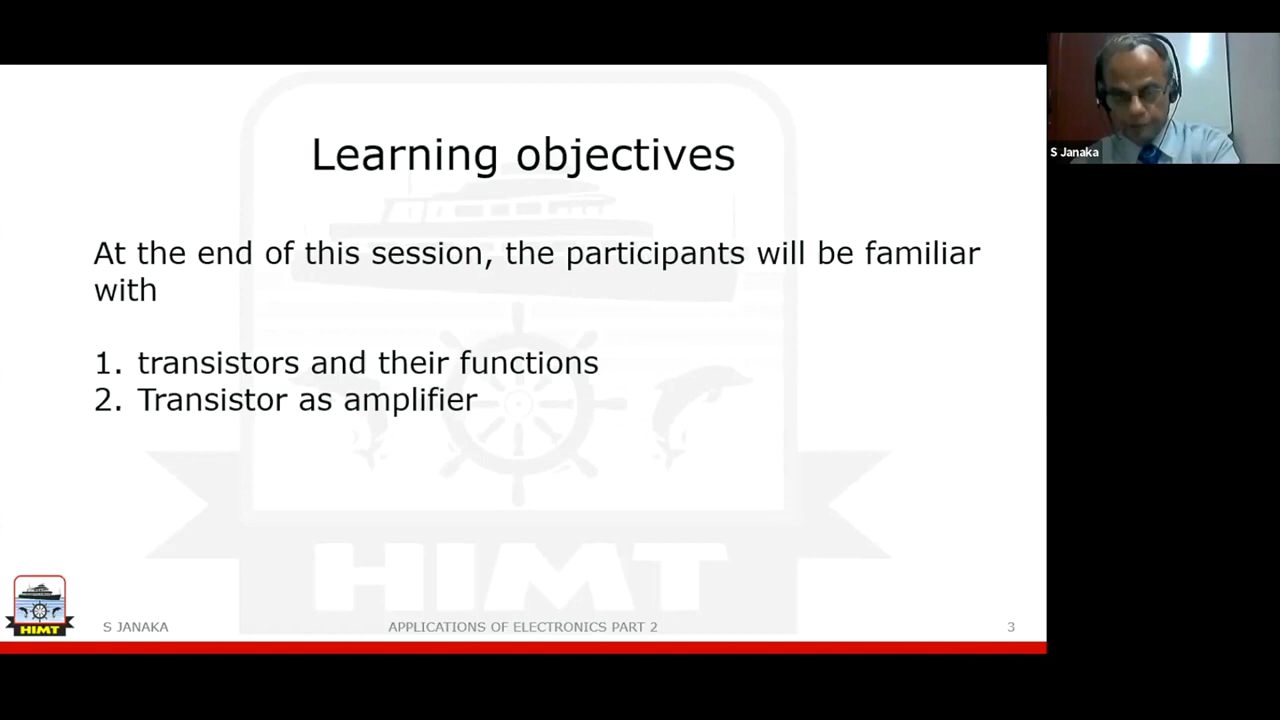 Learning objectives
At the end of this session, the participants will be familiar
with
1. transistors and their functions
2. Transistor as amplifier
HIMT
HIMT
S JANAKA
APPLICATIONS OF ELECTRONICS PART 2
3
S Janaka